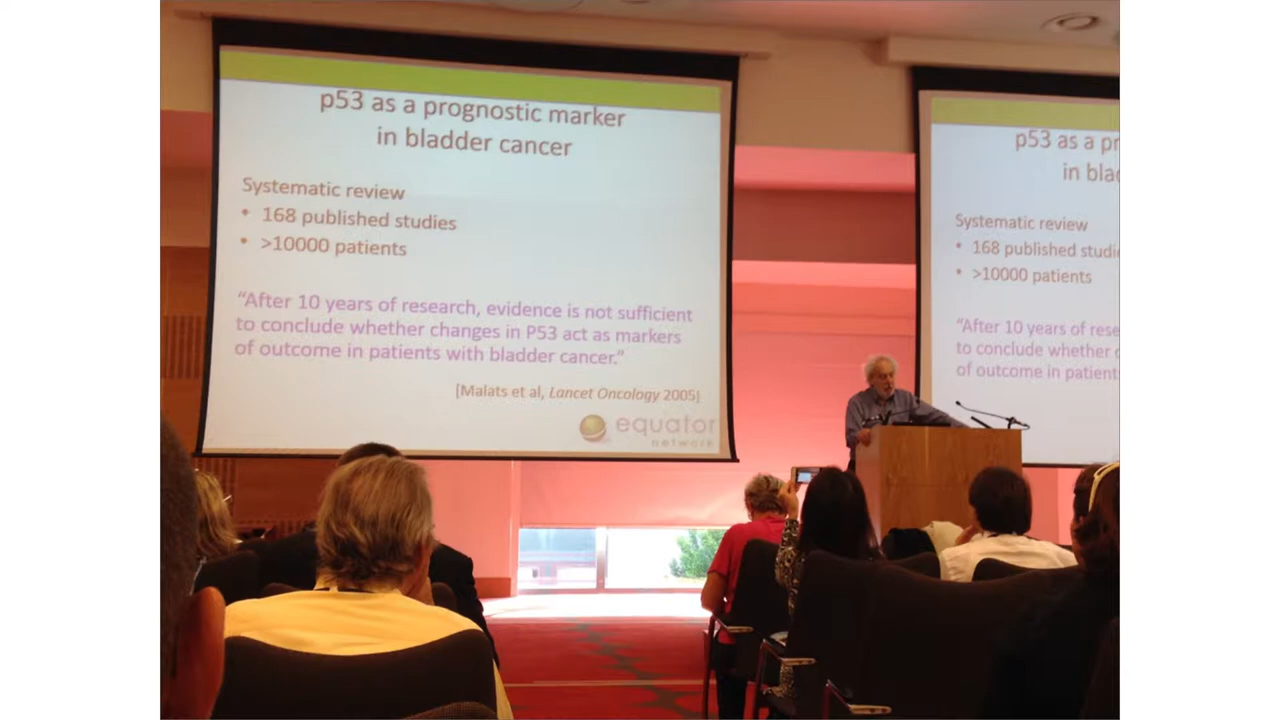 p53 as a prognostic marker
in bladder cancer
Systematic review
• 168 published studies
• >10000 patients
“After 10 years of research, evidence is not sufficient
to conclude whether changes in P53 act as markers
of outcome in patients with bladder cancer.”
[Malats et al, Lancet Oncology 2005]
equator
network
p53 as a pr
in blad
Systematic review
• 168 published studie
• >10000 patients
“After 10 years of rese
to conclude whether c
of outcome in patient